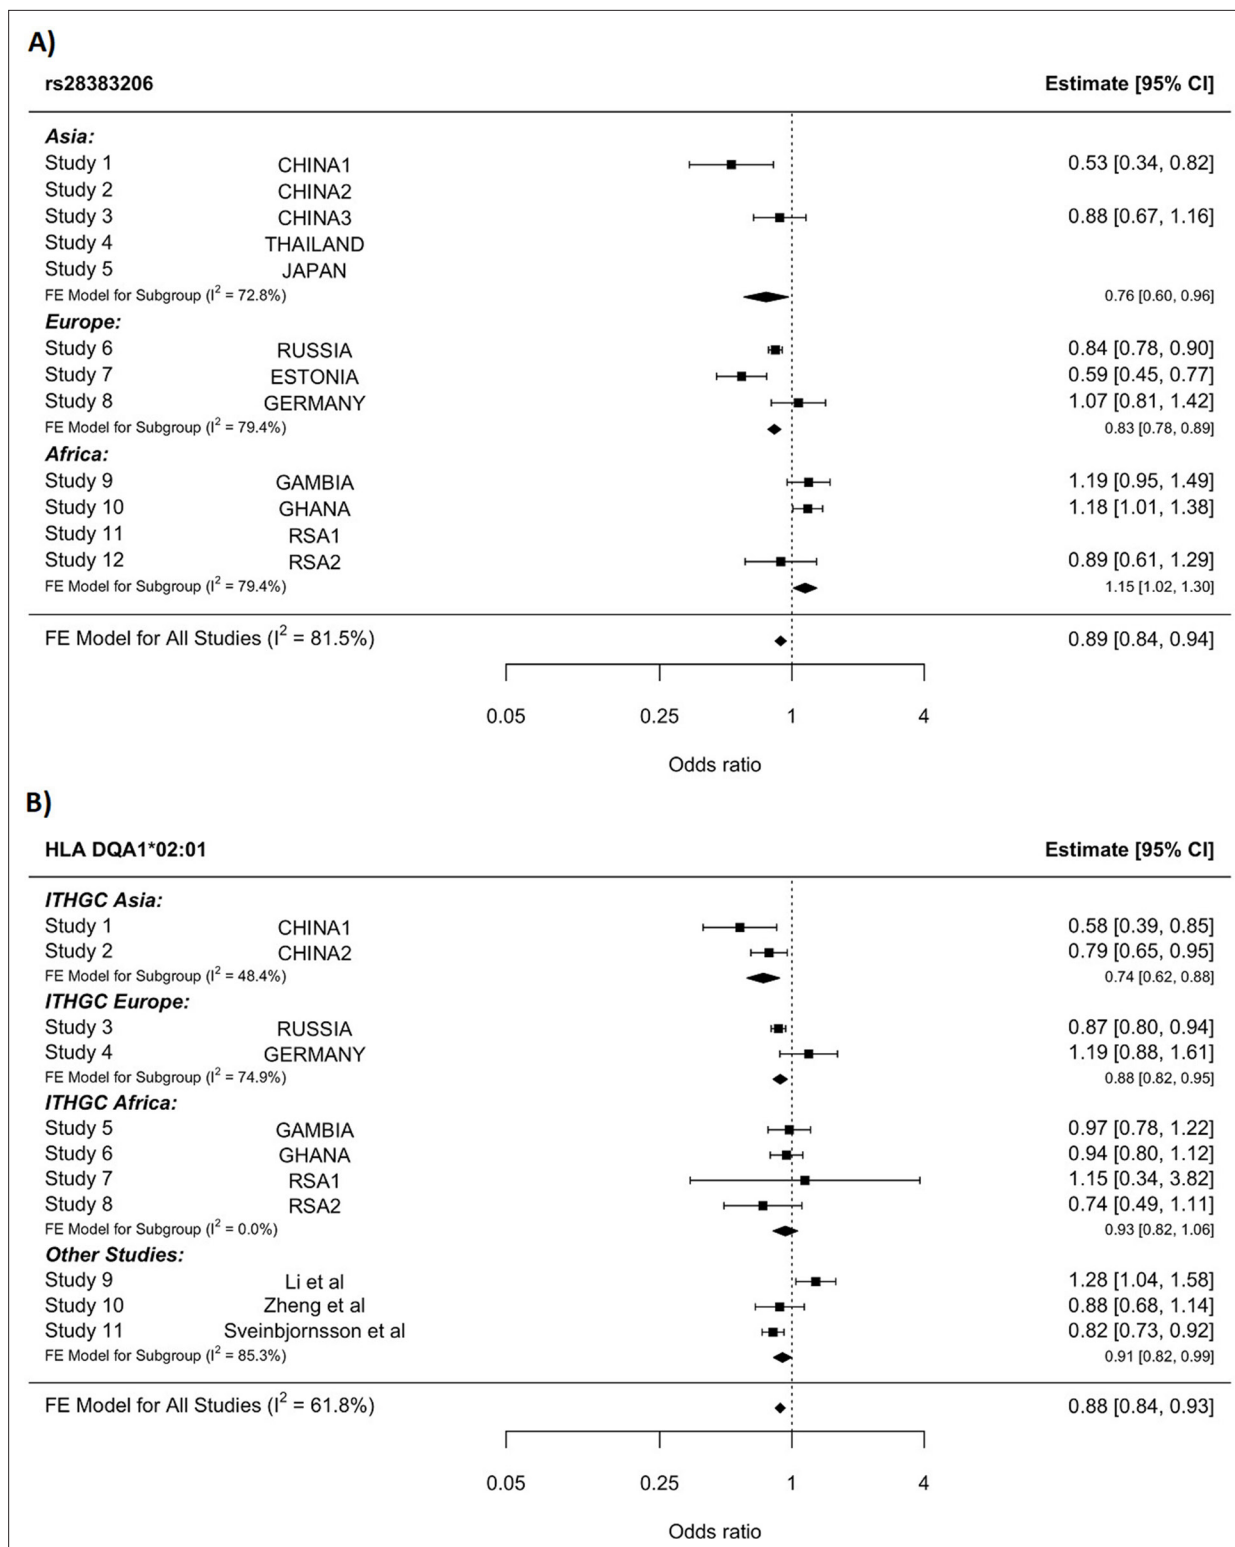 A)
rs28383206 Estimate [95% CI]
Asia:
Study 1 CHINA1 0.53 [0.34, 0.82]
Study 2 CHINA2
Study 3 CHINA3 0.88 [0.67, 1.16]
Study 4 THAILAND
Study 5 JAPAN
FE Model for Subgroup (I² = 72.8%) 0.76 [0.60, 0.96]
Europe:
Study 6 RUSSIA 0.84 [0.78, 0.90]
Study 7 ESTONIA 0.59 [0.45, 0.77]
Study 8 GERMANY 1.07 [0.81, 1.42]
FE Model for Subgroup (I² = 79.4%) 0.83 [0.78, 0.89]
Africa:
Study 9 GAMBIA 1.19 [0.95, 1.49]
Study 10 GHANA 1.18 [1.01, 1.38]
Study 11 RSA1
Study 12 RSA2 0.89 [0.61, 1.29]
FE Model for Subgroup (I² = 79.4%) 1.15 [1.02, 1.30]
FE Model for All Studies (I² = 81.5%) 0.89 [0.84, 0.94]
0.05 0.25 1 4
Odds ratio
B)
HLA DQA1*02:01 Estimate [95% CI]
ITHGC Asia:
Study 1 CHINA1 0.58 [0.39, 0.85]
Study 2 CHINA2 0.79 [0.65, 0.95]
FE Model for Subgroup (I² = 48.4%) 0.74 [0.62, 0.88]
ITHGC Europe:
Study 3 RUSSIA 0.87 [0.80, 0.94]
Study 4 GERMANY 1.19 [0.88, 1.61]
FE Model for Subgroup (I² = 74.9%) 0.88 [0.82, 0.95]
ITHGC Africa:
Study 5 GAMBIA 0.97 [0.78, 1.22]
Study 6 GHANA 0.94 [0.80, 1.12]
Study 7 RSA1 1.15 [0.34, 3.82]
Study 8 RSA2 0.74 [0.49, 1.11]
FE Model for Subgroup (I² = 0.0%) 0.93 [0.82, 1.06]
Other Studies:
Study 9 Li et al 1.28 [1.04, 1.58]
Study 10 Zheng et al 0.88 [0.68, 1.14]
Study 11 Sveinbjornsson et al 0.82 [0.73, 0.92]
FE Model for Subgroup (I² = 85.3%) 0.91 [0.82, 0.99]
FE Model for All Studies (I² = 61.8%) 0.88 [0.84, 0.93]
0.05 0.25 1 4
Odds ratio